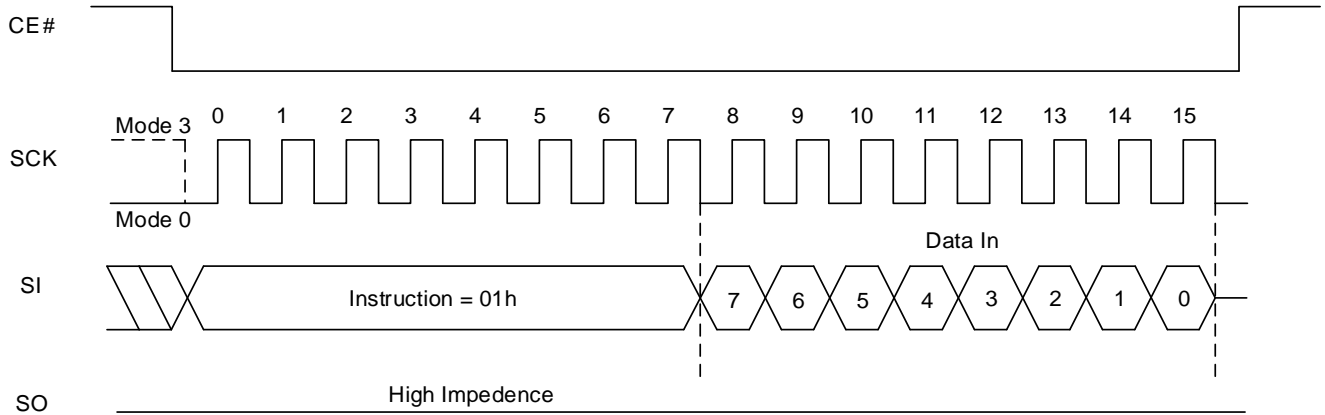 CE#
Mode 3
0 1 2 3 4 5 6 7 8 9 10 11 12 13 14 15
SCK
Mode 0
Data In
SI
Instruction = 01h
7 6 5 4 3 2 1 0
High Impedence
SO